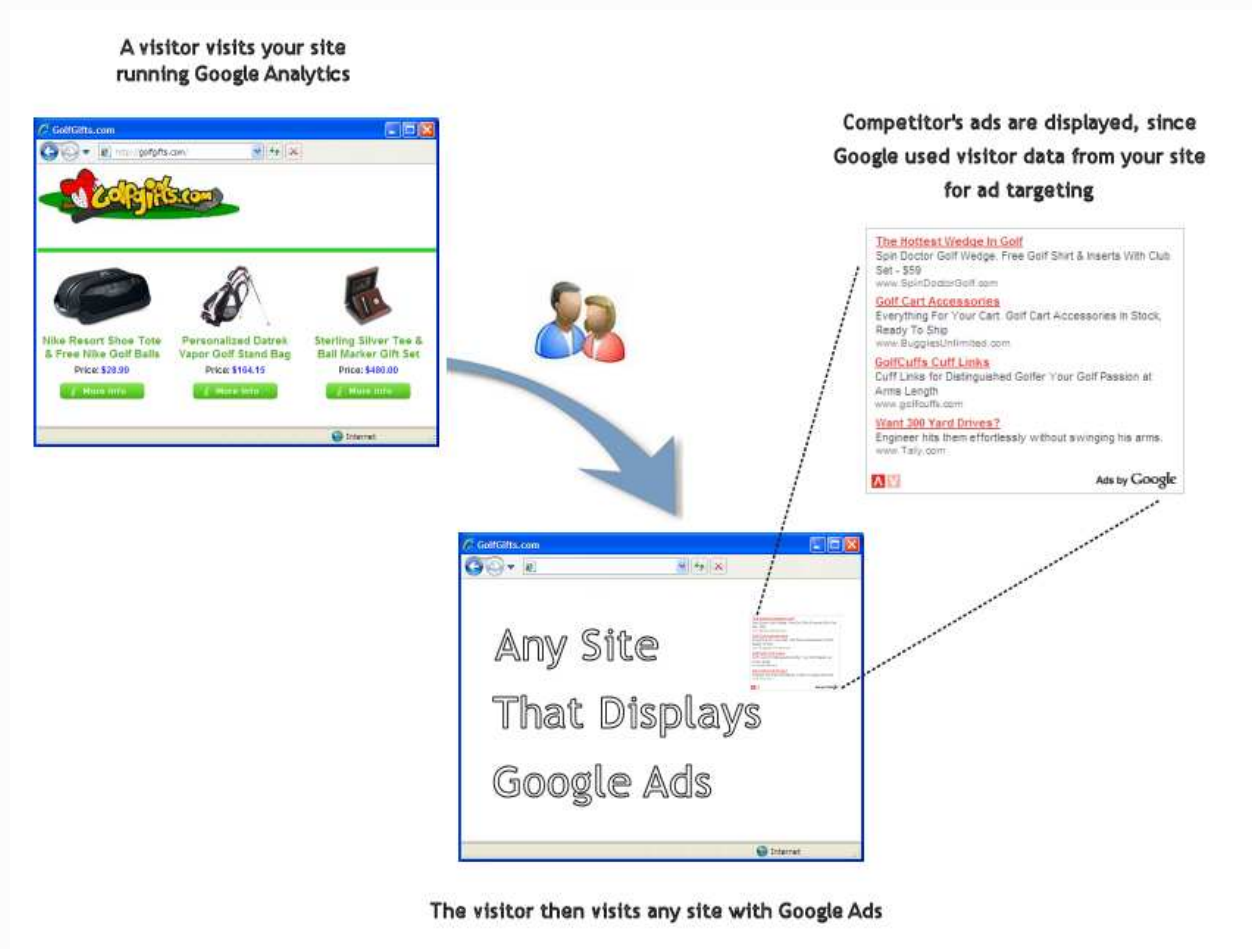 A visitor visits your site
running Google Analytics
GolfGifts.com
http://golfgifts.com/
Golfgifts.com
Nike Resort Shoe Tote
& Free Nike Golf Balls
Price: $28.99
More Info
Personalized Datrek
Vapor Golf Stand Bag
Price: $164.15
More Info
Sterling Silver Tee &
Ball Marker Gift Set
Price: $480.00
More Info
Internet
Competitor's ads are displayed, since
Google used visitor data from your site
for ad targeting
The Hottest Wedge In Golf
Spin Doctor Golf Wedge. Free Golf Shirt & Inserts With Club
Set - $59
www.SpinDoctorGolf.com
Golf Cart Accessories
Everything For Your Cart. Golf Cart Accessories In Stock,
Ready To Ship
www.BuggiesUnlimited.com
GolfCuffs Cuff Links
Cuff Links for Distinguished Golfer Your Golf Passion at
Arms Length
www.golfcuffs.com
Want 300 Yard Drives?
Engineer hits them effortlessly without swinging his arms.
Ads by Google
GolfGifts.com
Any Site
That Displays
Google Ads
Internet
The visitor then visits any site with Google Ads